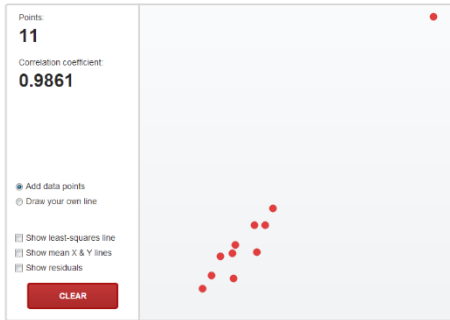 Points:
11
Correlation coefficient:
0.9861
Add data points
Draw your own line
Show least-squares line
Show mean X & Y lines
Show residuals
CLEAR